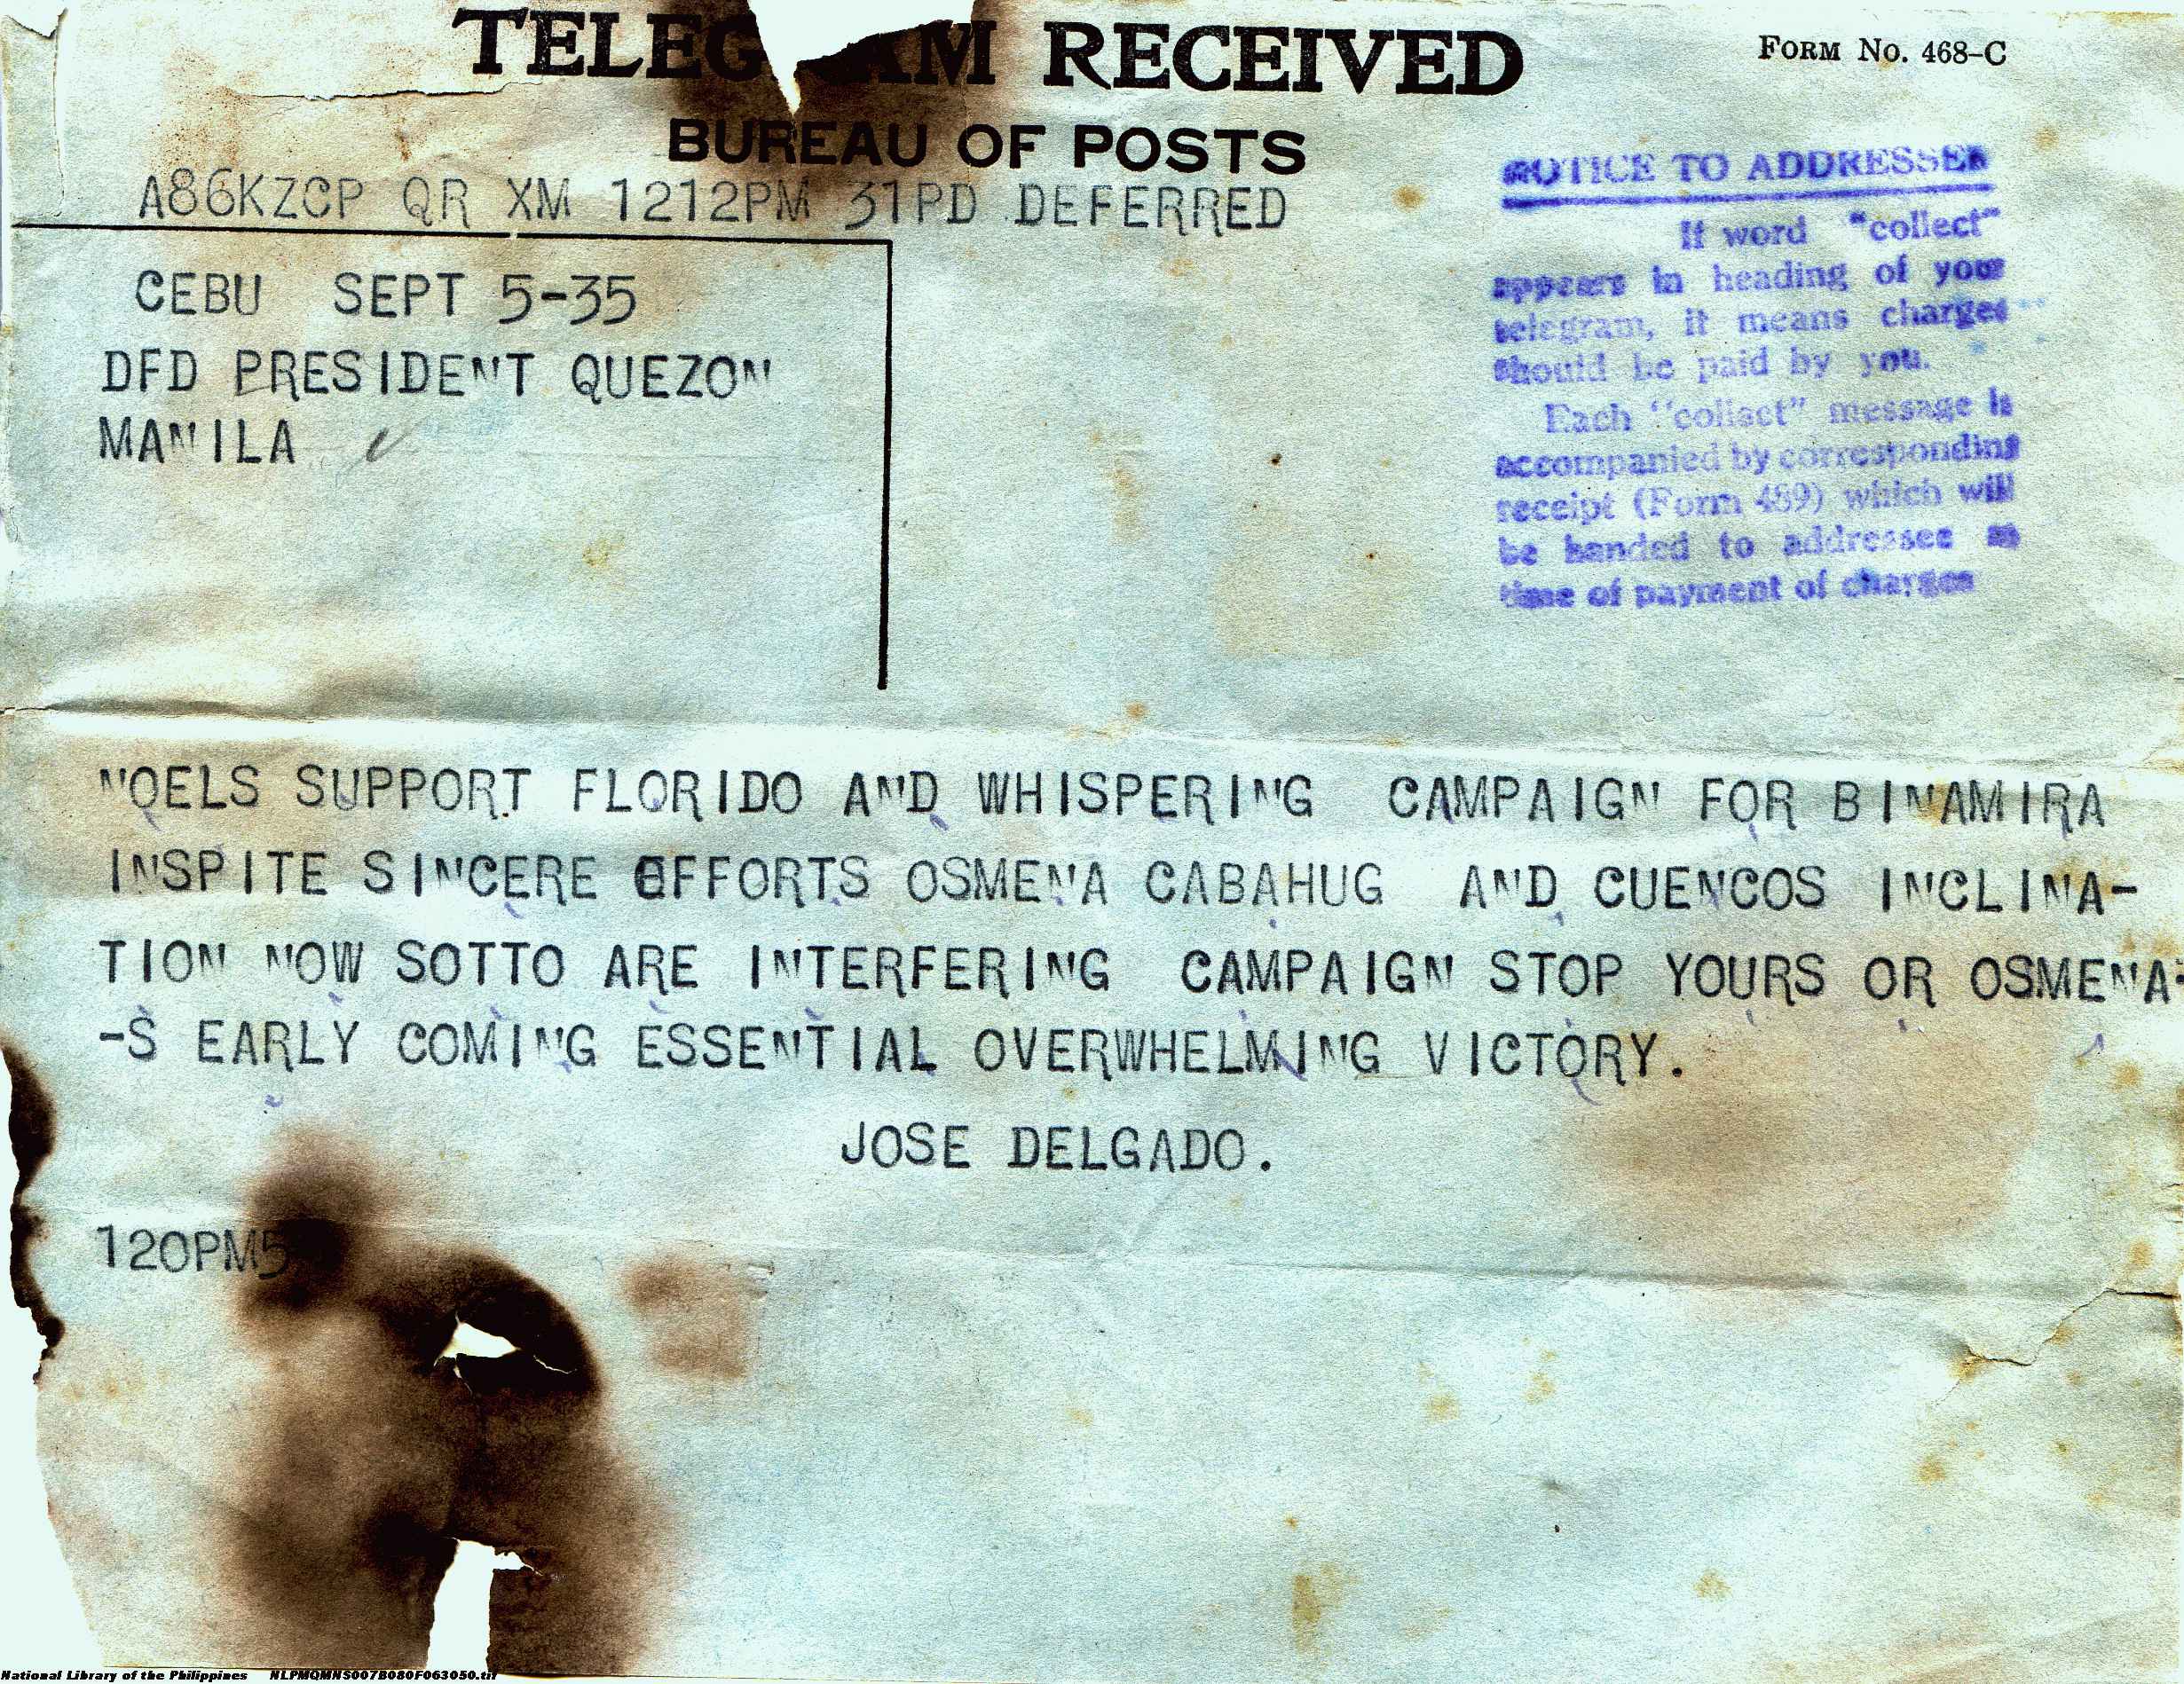 TELEGRAM RECEIVED
FORM No. 468-C
BUREAU OF POSTS
A86KZCP QR XM 1212PM 31PD DEFERRED
CEBU SEPT 5-35
DFD PRESIDENT QUEZON
MANILA
NOTICE TO ADDRESSEE
If word "collect"
appears in heading of your
telegram, it means charges
should be paid by you.
Each "collect" message is
accompanied by corresponding
receipt (Form 489) which will
be handed to addressee
time of payment of charges
NOELS SUPPORT FLORIDO AND WHISPERING CAMPAIGN FOR BINAMIRA
INSPITE SINCERE EFFORTS OSMENA CABAHUG AND CUENCOS INCLINA-
TION NOW SOTTO ARE INTERFERING CAMPAIGN STOP YOURS OR OSMENA-
-S EARLY COMING ESSENTIAL OVERWHELMING VICTORY.
JOSE DELGADO.
120PM5
National Library of the Philippines NLPMQMNS007B080F063050.tif